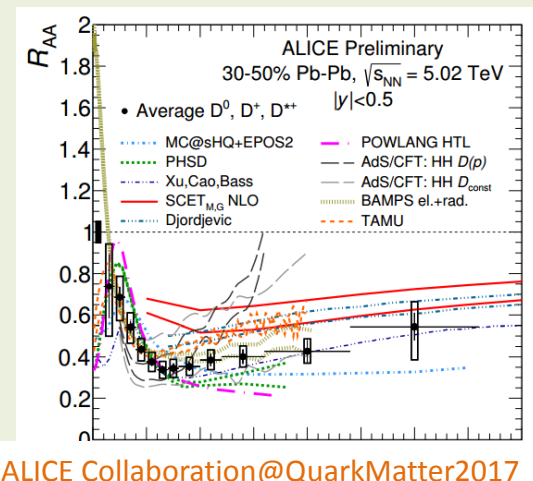 2
R_AA
1.8
1.6
1.4
1.2
1
0.8
0.6
0.4
0.2
0
ALICE Preliminary
30-50% Pb-Pb, √s_NN = 5.02 TeV
|y|<0.5
Average D⁰, D⁺, D*⁺
MC@sHQ+EPOS2
PHSD
Xu,Cao,Bass
SCET_M,G NLO
Djordjevic
POWLANG HTL
AdS/CFT: HH D(p)
AdS/CFT: HH D_const
BAMPS el.+rad.
TAMU
ALICE Collaboration@QuarkMatter2017